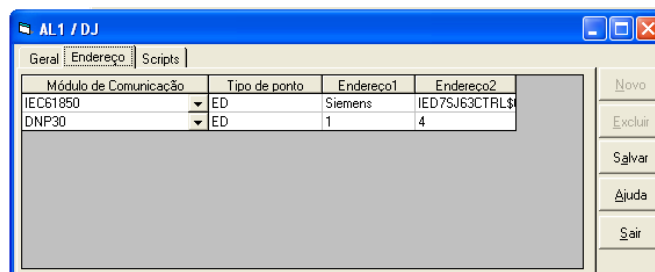 AL1 / DJ
Geral Endereço Scripts
Módulo de Comunicação Tipo de ponto Endereço1 Endereço2
IEC61850 ED Siemens IED7SJ63CTRL$
DNP30 ED 1 4
Novo
Excluir
Salvar
Ajuda
Sair